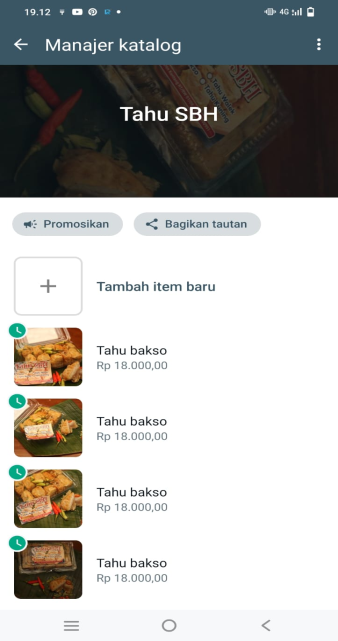 19.12
4G
Manajer katalog
Tahu SBH
Promosikan
Bagikan tautan
Tambah item baru
Tahu bakso
Rp 18.000,00
Tahu bakso
Rp 18.000,00
Tahu bakso
Rp 18.000,00
Tahu bakso
Rp 18.000,00